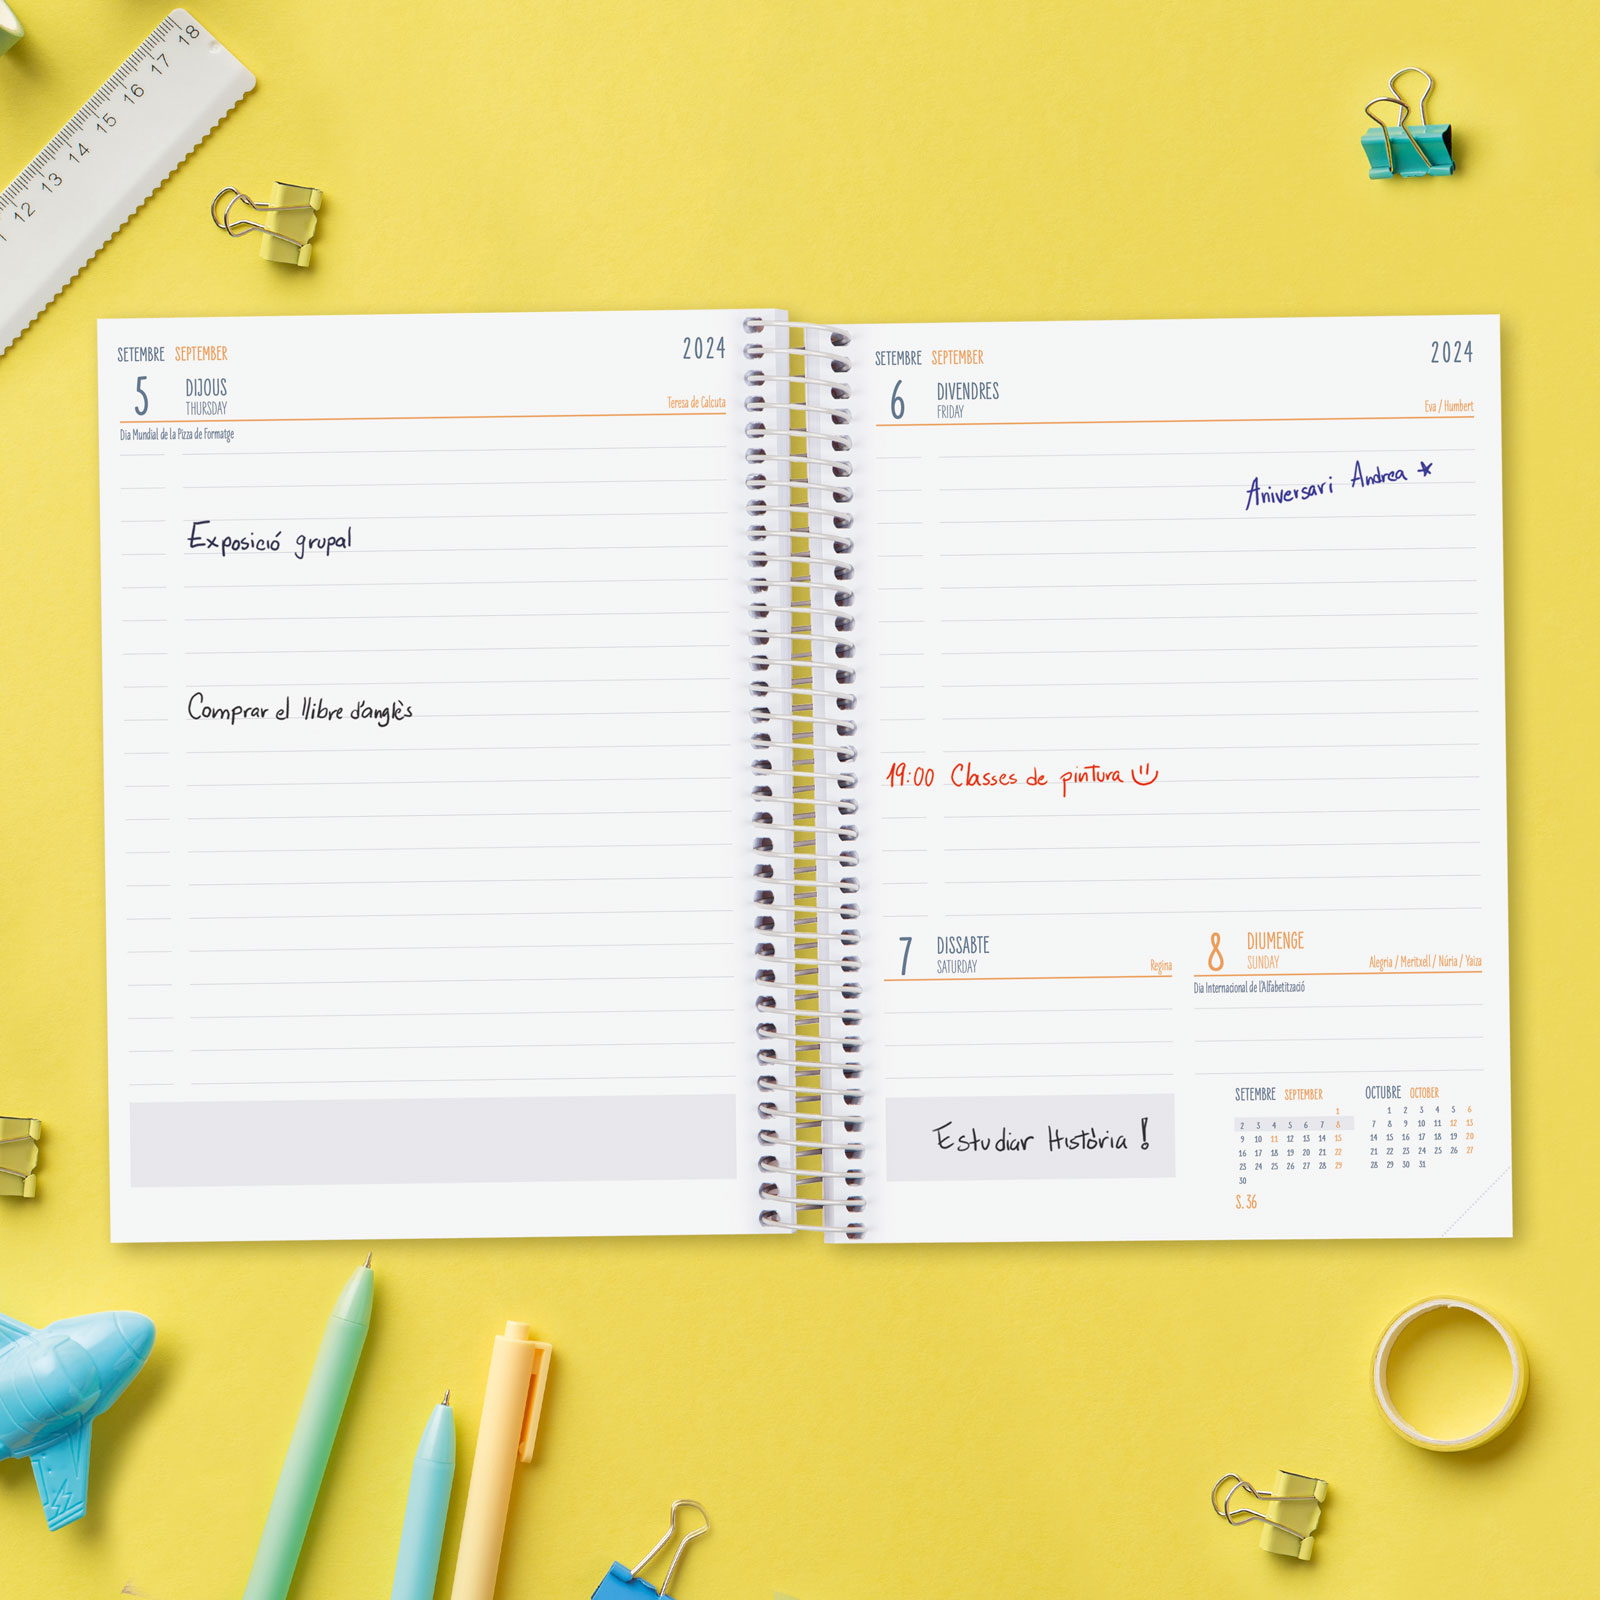 18
17
16
15
14
13
12
SETEMBRE SEPTEMBER 2024
5 DIJOUS
THURSDAY
Teresa de Calcuta
Dia Mundial de la Pizza de Formatge
Exposició grupal
Comprar el llibre d'anglès
SETEMBRE SEPTEMBER 2024
6 DIVENDRES
FRIDAY
Eva / Humbert
Aniversari Andrea
19:00 Classes de pintura
7 DISSABTE
SATURDAY
Regina
Estudiar Història !
8 DIUMENGE
SUNDAY
Alegria / Meritxell / Núria / Yaiza
Dia Internacional de l'Alfabetització
SETEMBRE SEPTEMBER
1
2 3 4 5 6 7 8
9 10 11 12 13 14 15
16 17 18 19 20 21 22
23 24 25 26 27 28 29
30
S. 36
OCTUBRE OCTOBER
1 2 3 4 5 6
7 8 9 10 11 12 13
14 15 16 17 18 19 20
21 22 23 24 25 26 27
28 29 30 31